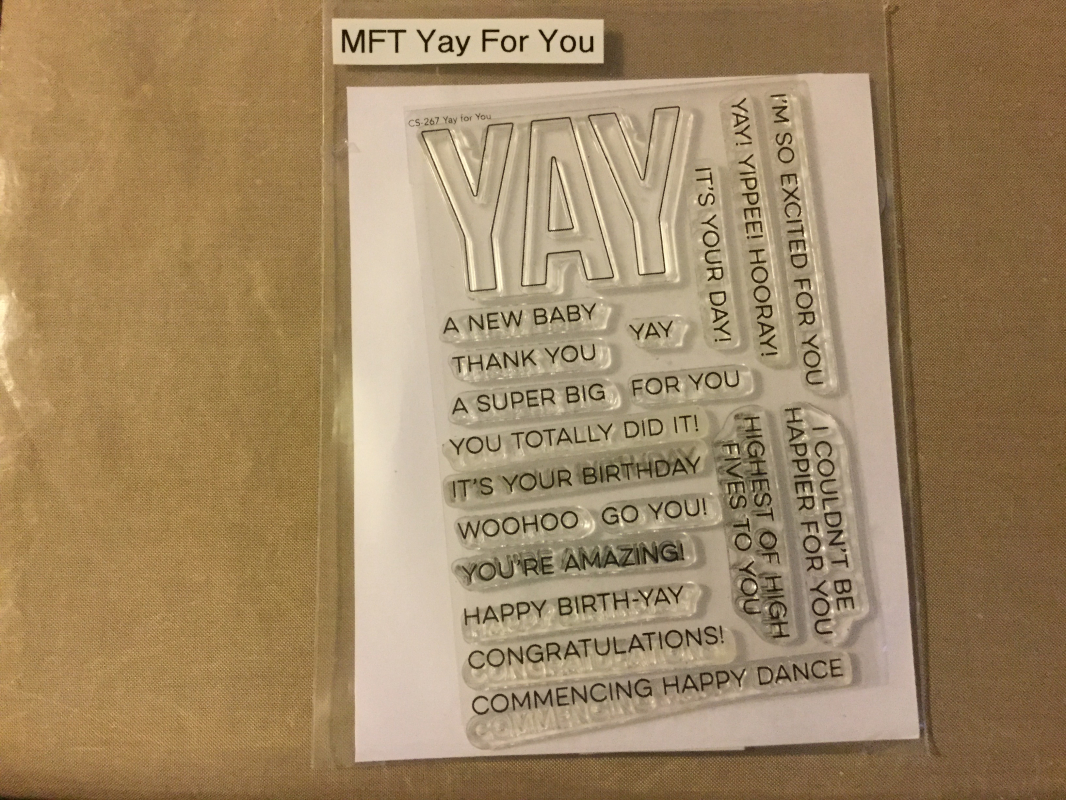 MFT Yay For You
CS-267 Yay for You
YAY
A NEW BABY
YAY
THANK YOU
A SUPER BIG
FOR YOU
YOU TOTALLY DID IT!
IT'S YOUR BIRTHDAY
WOOHOO
GO YOU!
YOU'RE AMAZING!
HAPPY BIRTH-YAY
CONGRATULATIONS!
COMMENCING HAPPY DANCE
IT'S YOUR DAY!
YAY! YIPPEE! HOORAY!
I'M SO EXCITED FOR YOU
HIGHEST OF HIGH
FIVES TO YOU
I COULDN'T BE
HAPPIER FOR YOU